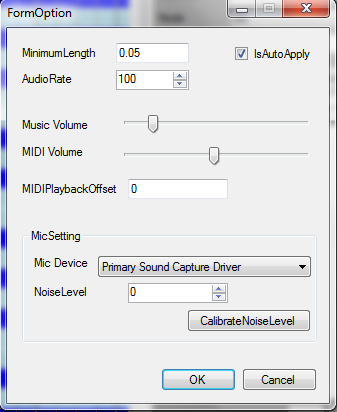 FormOption
MinimumLength 0.05 IsAutoApply
AudioRate 100
Music Volume
MIDI Volume
MIDIPlaybackOffset 0
MicSetting
Mic Device Primary Sound Capture Driver
NoiseLevel 0
CalibrateNoiseLevel
OK Cancel